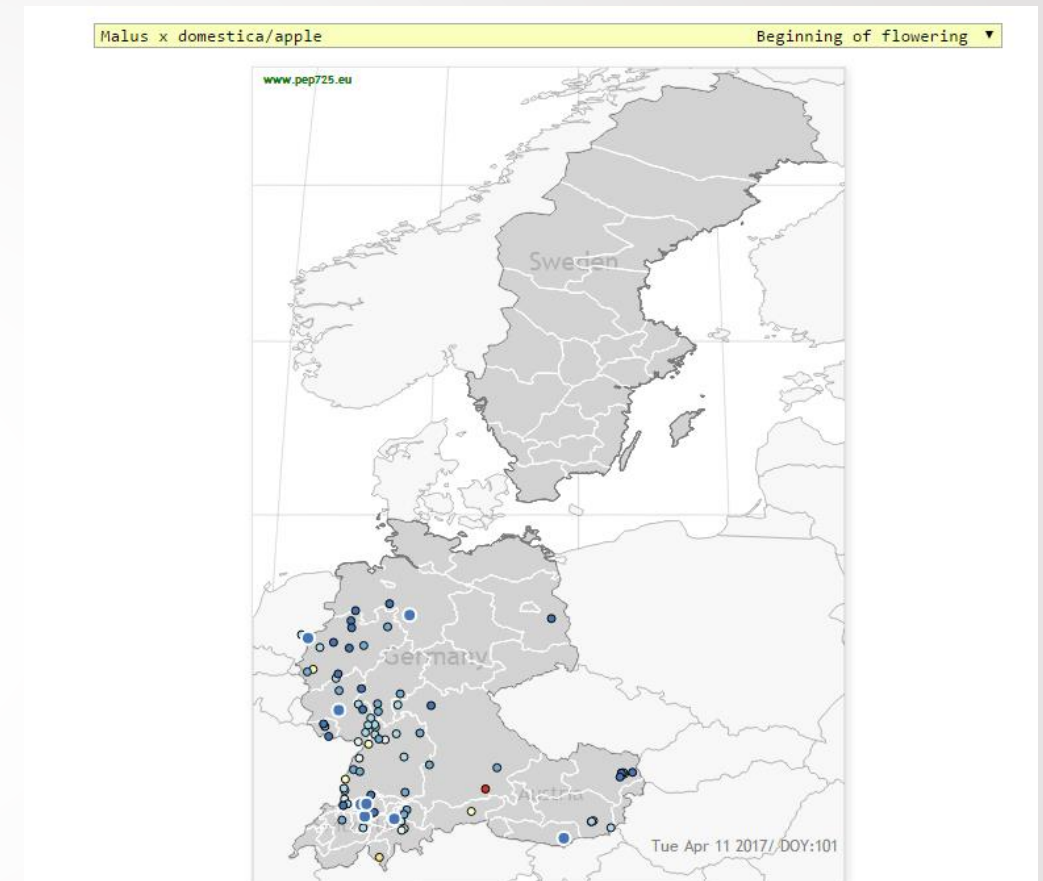 Malus x domestica/apple Beginning of flowering ▼
www.pep725.eu
Sweden
Germany
Austria
Tue Apr 11 2017//DOY:101